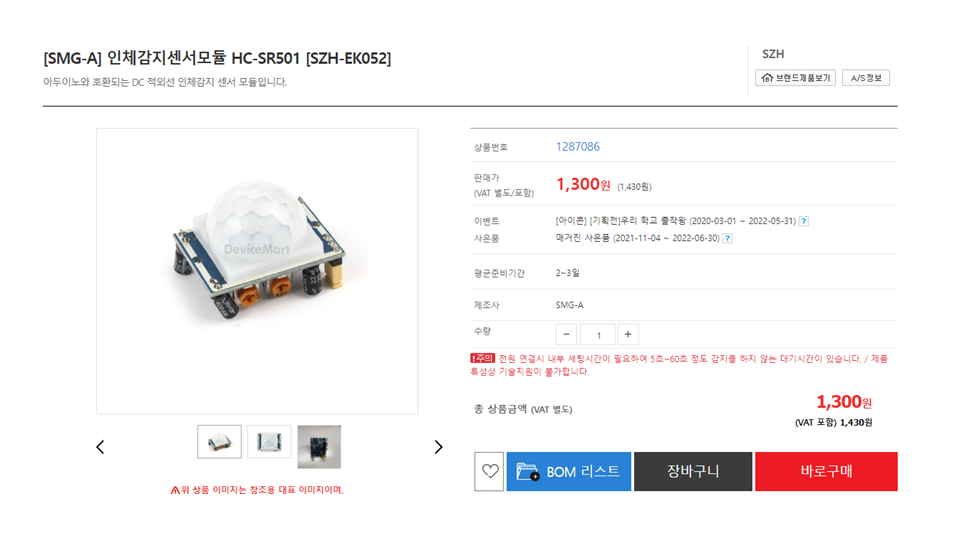 [SMG-A] 인체감지센서모듈 HC-SR501 [SZH-EK052]
아두이노와 호환되는 DC 적외선 인체감지 센서 모듈입니다.
SZH
브랜드제품보기
A/S정보
DeviceMart
위 상품 이미지는 참조용 대표 이미지이며,
상품번호 1287086
판매가
(VAT 별도/포함) 1,300원 (1,430원)
이벤트 [아이콘] [기획전]우리 학교 졸작왕 (2020-03-01 ~ 2022-05-31) ?
사은품 매거진 사은품 (2021-11-04 ~ 2022-06-30) ?
평균준비기간 2~3일
제조사 SMG-A
수량 - 1 +
!주의 전원 연결시 내부 세팅시간이 필요하여 5초~60초 정도 감지를 하지 않는 대기시간이 있습니다. / 제품
특성상 기술지원이 불가합니다.
총 상품금액 (VAT 별도) 1,300원
(VAT 포함) 1,430원
BOM 리스트
장바구니
바로구매